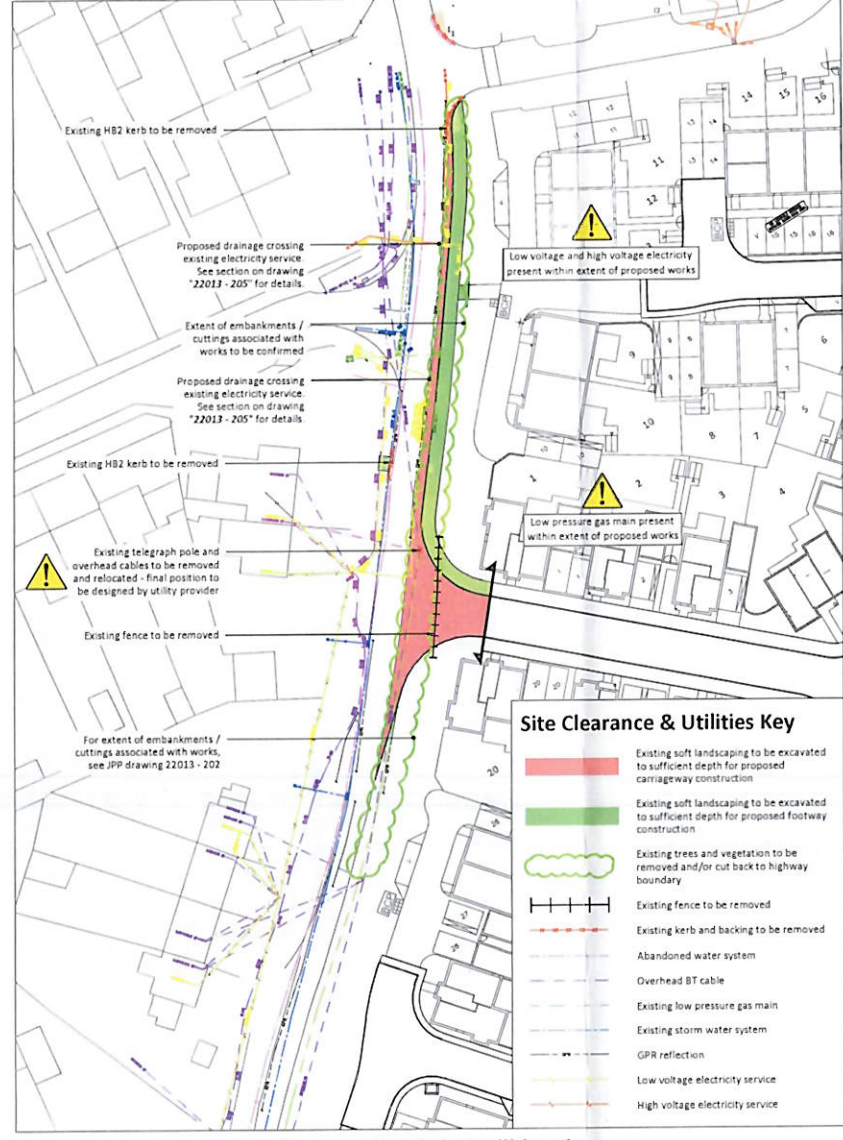 Existing HB2 kerb to be removed
Proposed drainage crossing
existing electricity service.
See section on drawing
"22013 - 205" for details.
Extent of embankments /
cuttings associated with
works to be confirmed
Proposed drainage crossing
existing electricity service.
See section on drawing
"22013 - 205" for details.
Existing HB2 kerb to be removed
Existing telegraph pole and
overhead cables to be removed
and relocated - final position to
be designed by utility provider
Existing fence to be removed
For extent of embankments /
cuttings associated with works,
see JPP drawing 22013 - 202
Low voltage and high voltage electricity
present within extent of proposed works
Low pressure gas main present
within extent of proposed works
14
15
16
11
12
9
10
8
7
6
5
1
2
3
4
20
Site Clearance & Utilities Key
Existing soft landscaping to be excavated
to sufficient depth for proposed
carriageway construction
Existing soft landscaping to be excavated
to sufficient depth for proposed footway
construction
Existing trees and vegetation to be
removed and/or cut back to highway
boundary
Existing fence to be removed
Existing kerb and backing to be removed
Abandoned water system
Overhead BT cable
Existing low pressure gas main
Existing storm water system
GPR reflection
Low voltage electricity service
High voltage electricity service